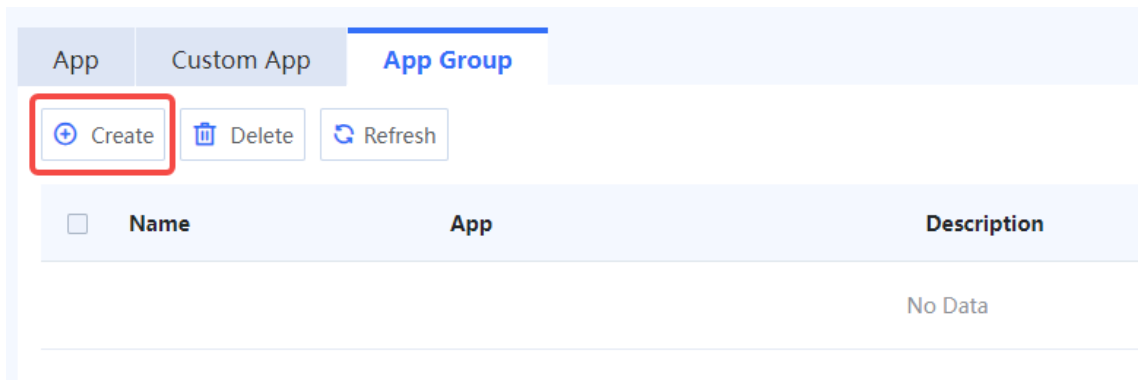 App Custom App App Group
Create Delete Refresh
Name App Description
No Data